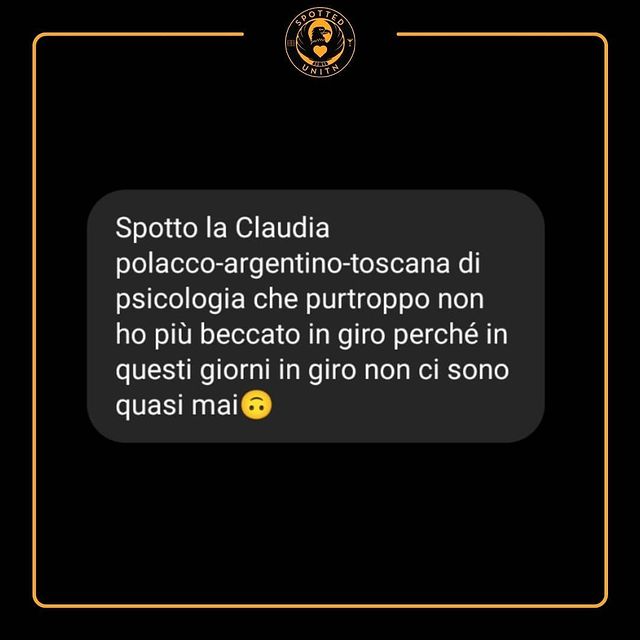 SPOTTED
UNITN
Spotto la Claudia
polacco-argentino-toscana di
psicologia che purtroppo non
ho più beccato in giro perché in
questi giorni in giro non ci sono
quasi mai🙃